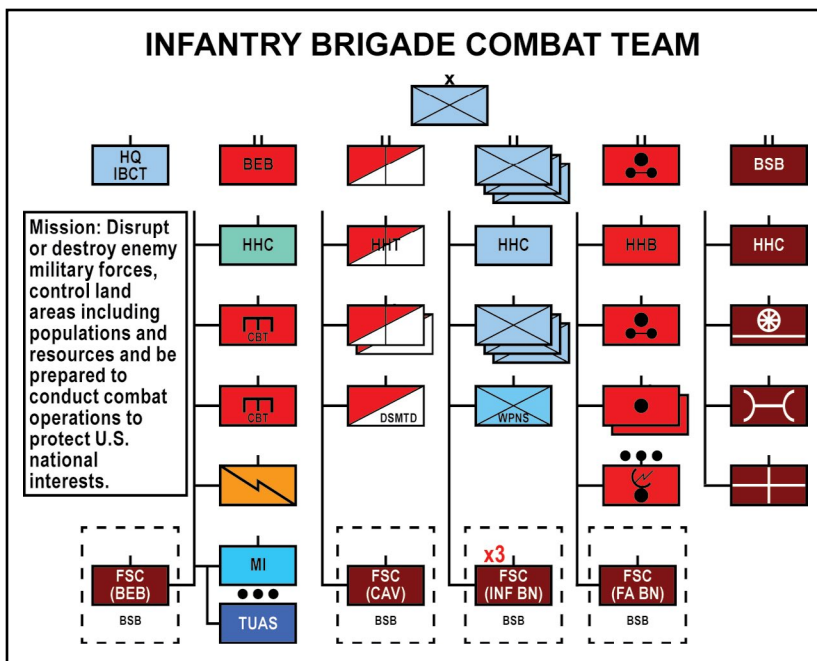 INFANTRY BRIGADE COMBAT TEAM
X
HQ
IBCT
BEB
BSB
Mission: Disrupt
or destroy enemy
military forces,
control land
areas including
populations and
resources and be
prepared to
conduct combat
operations to
protect U.S.
national
interests.
HHC
HHT
HHC
HHB
HHC
CBT
CBT
DSMTD
WPNS
FSC
(BEB)
BSB
MI
TUAS
FSC
(CAV)
BSB
x3
FSC
(INF BN)
BSB
FSC
(FA BN)
BSB